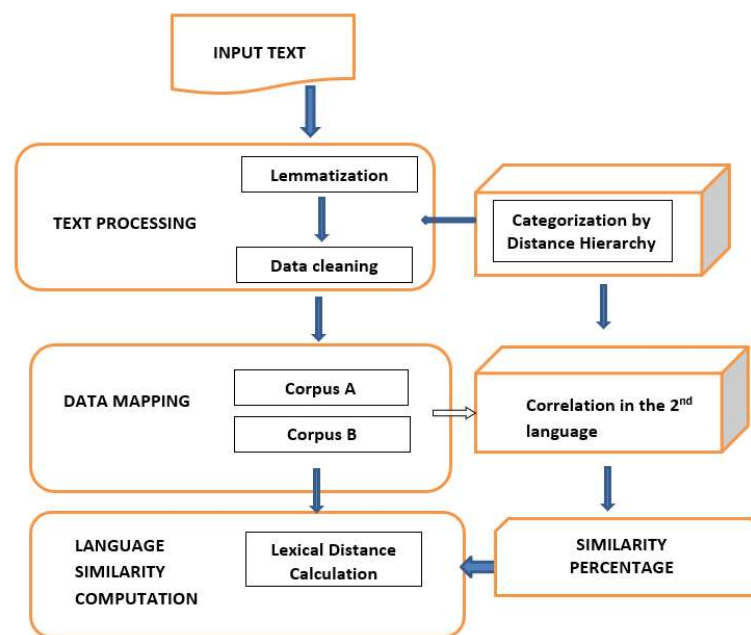 INPUT TEXT
Lemmatization
TEXT PROCESSING
Data cleaning
Categorization by
Distance Hierarchy
DATA MAPPING
Corpus A
Corpus B
Correlation in the 2nd
language
LANGUAGE
SIMILARITY
COMPUTATION
Lexical Distance
Calculation
SIMILARITY
PERCENTAGE